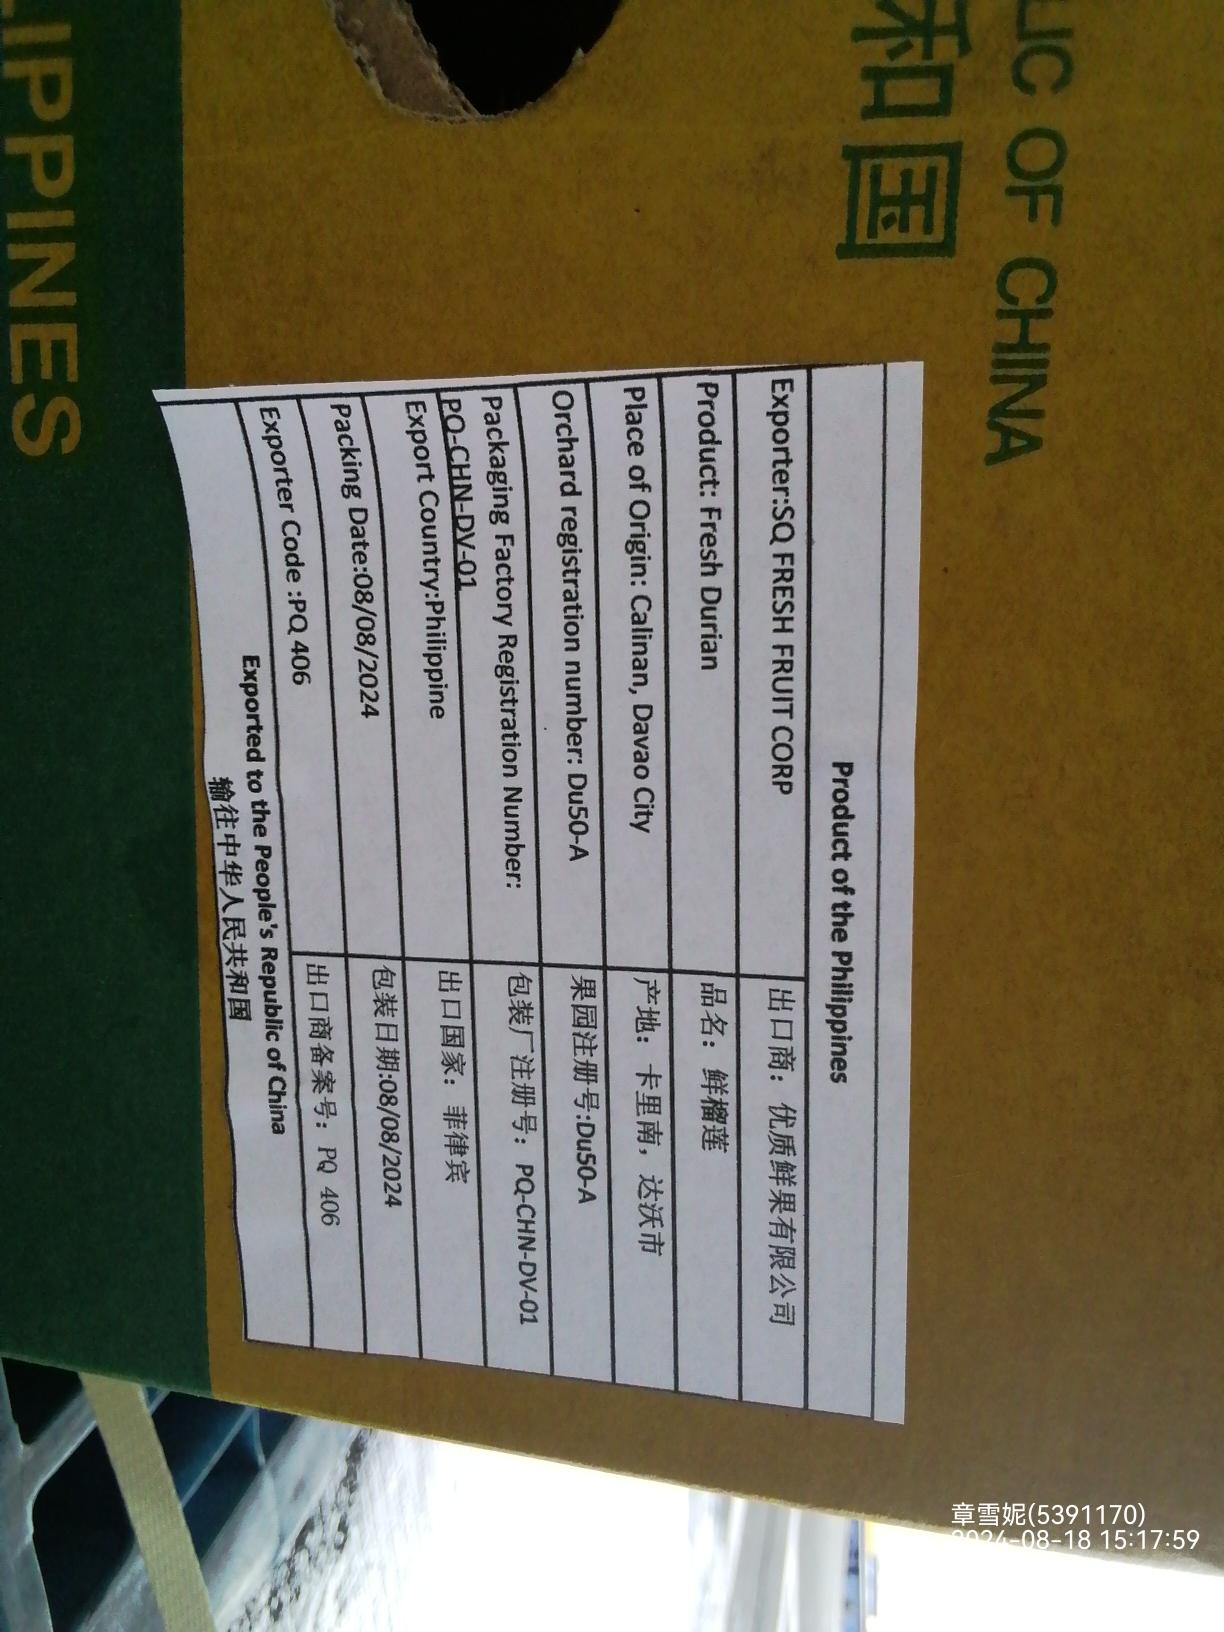 LIC OF CHINA
和国
Product of the Philippines
Exporter:SQ FRESH FRUIT CORP
出口商：优质鲜果有限公司
Product: Fresh Durian
品名：鲜榴莲
Place of Origin: Calinan, Davao City
产地：卡里南，达沃市
Orchard registration number: Du50-A
果园注册号:Du50-A
Packaging Factory Registration Number:
PQ-CHN-DV-01
包装厂注册号：PQ-CHN-DV-01
Export Country:Philippine
出口国家：菲律宾
Packing Date:08/08/2024
包装日期:08/08/2024
Exporter Code :PQ 406
出口商备案号：PQ 406
Exported to the People's Republic of China
输往中华人民共和国
LIPPINES
章雪妮(5391170)
2024-08-18 15:17:59